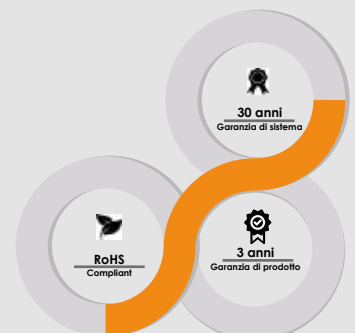 30 anni
Garanzia di sistema
RoHS
Compliant
3 anni
Garanzia di prodotto